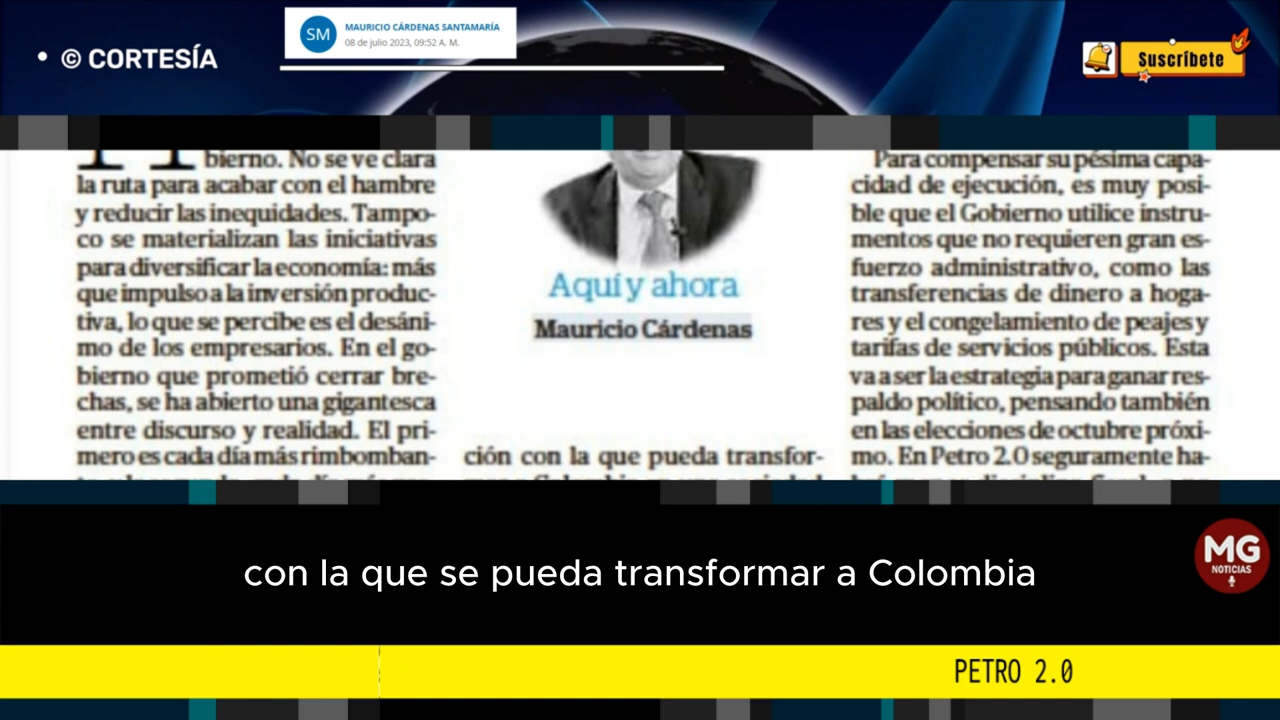 • © CORTESÍA
SM
MAURICIO CÁRDENAS SANTAMARÍA
08 de julio 2023, 09:52 A. M.
Suscríbete
bierno. No se ve clara
la ruta para acabar con el hambre
y reducir las inequidades. Tampo-
co se materializan las iniciativas
para diversificar la economía: más
que impulso a la inversión produc-
tiva, lo que se percibe es el desáni-
mo de los empresarios. En el go-
bierno que prometió cerrar bre-
chas, se ha abierto una gigantesca
entre discurso y realidad. El pri-
mero es cada día más rimbomban-
Aquí y ahora
Mauricio Cárdenas
ción con la que pueda transfor-
Para compensar su pésima capa-
cidad de ejecución, es muy posi-
ble que el Gobierno utilice instru-
mentos que no requieren gran es-
fuerzo administrativo, como las
transferencias de dinero a hoga-
res y el congelamiento de peajes y
tarifas de servicios públicos. Esta
va a ser la estrategia para ganar res-
paldo político, pensando también
en las elecciones de octubre próxi-
mo. En Petro 2.0 seguramente ha-
con la que se pueda transformar a Colombia
MG
NOTICIAS
PETRO 2.0